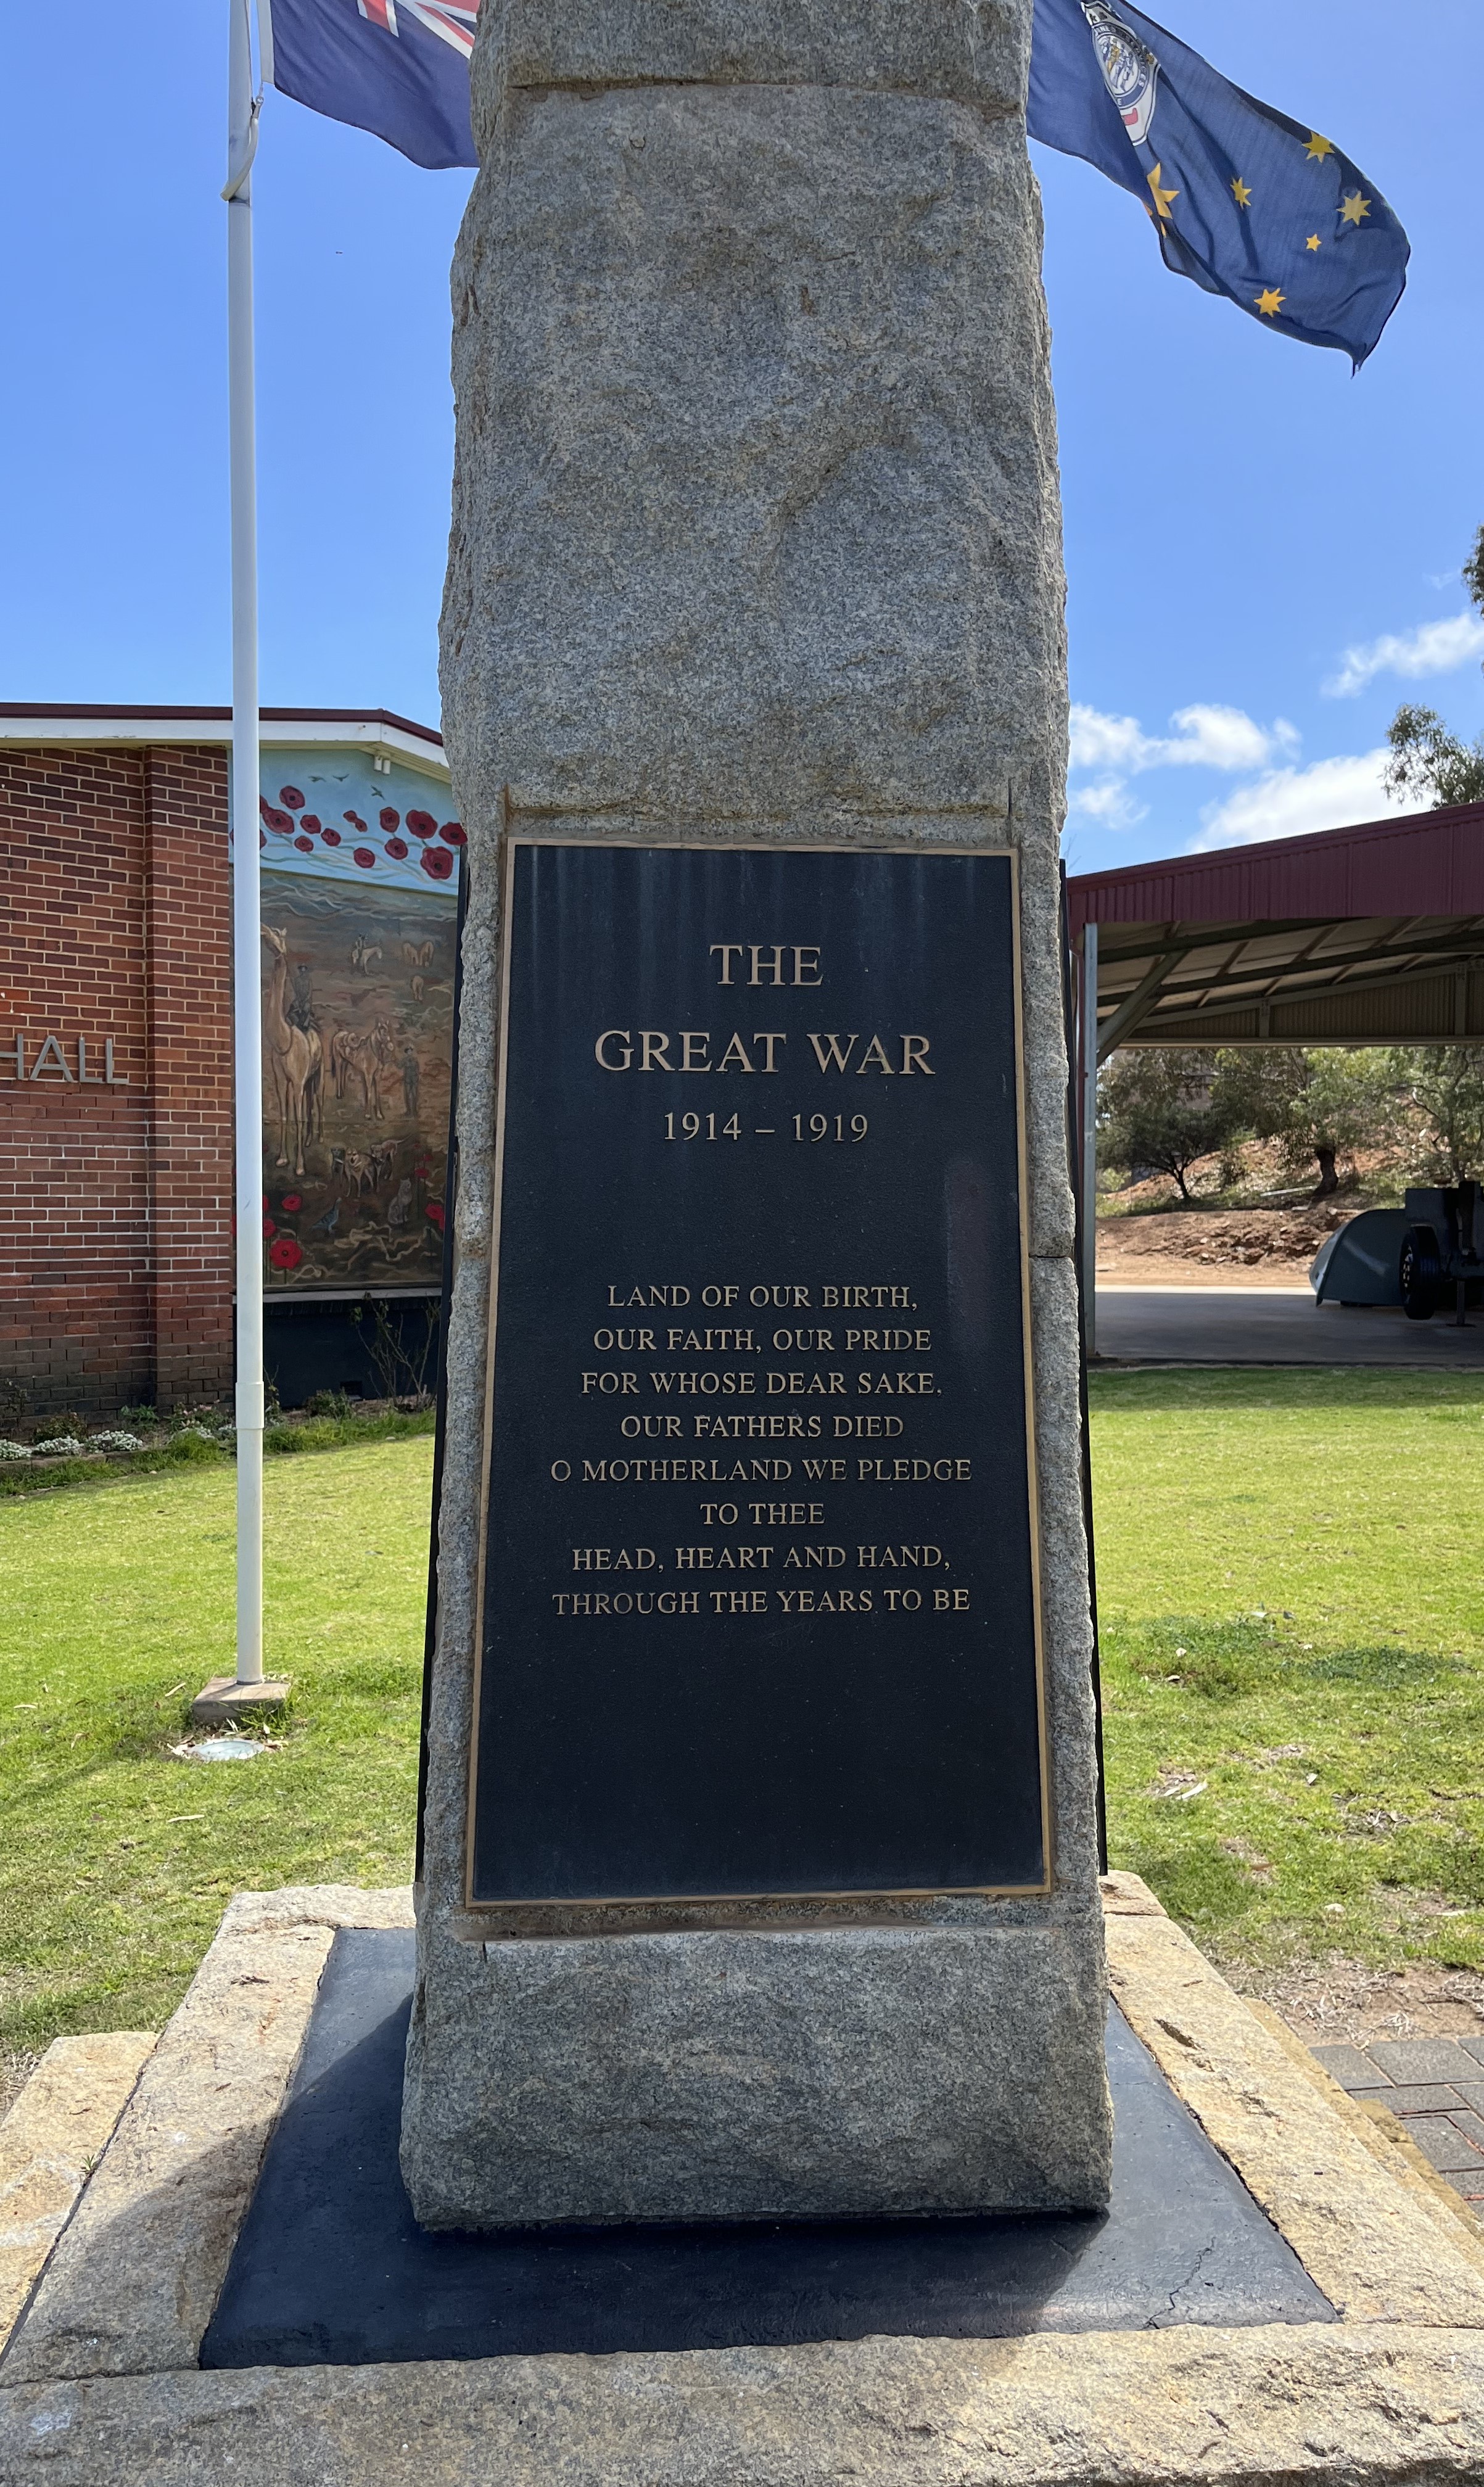 HALL
THE
GREAT WAR
1914 – 1919
LAND OF OUR BIRTH,
OUR FAITH, OUR PRIDE
FOR WHOSE DEAR SAKE.
OUR FATHERS DIED
O MOTHERLAND WE PLEDGE
TO THEE
HEAD, HEART AND HAND,
THROUGH THE YEARS TO BE